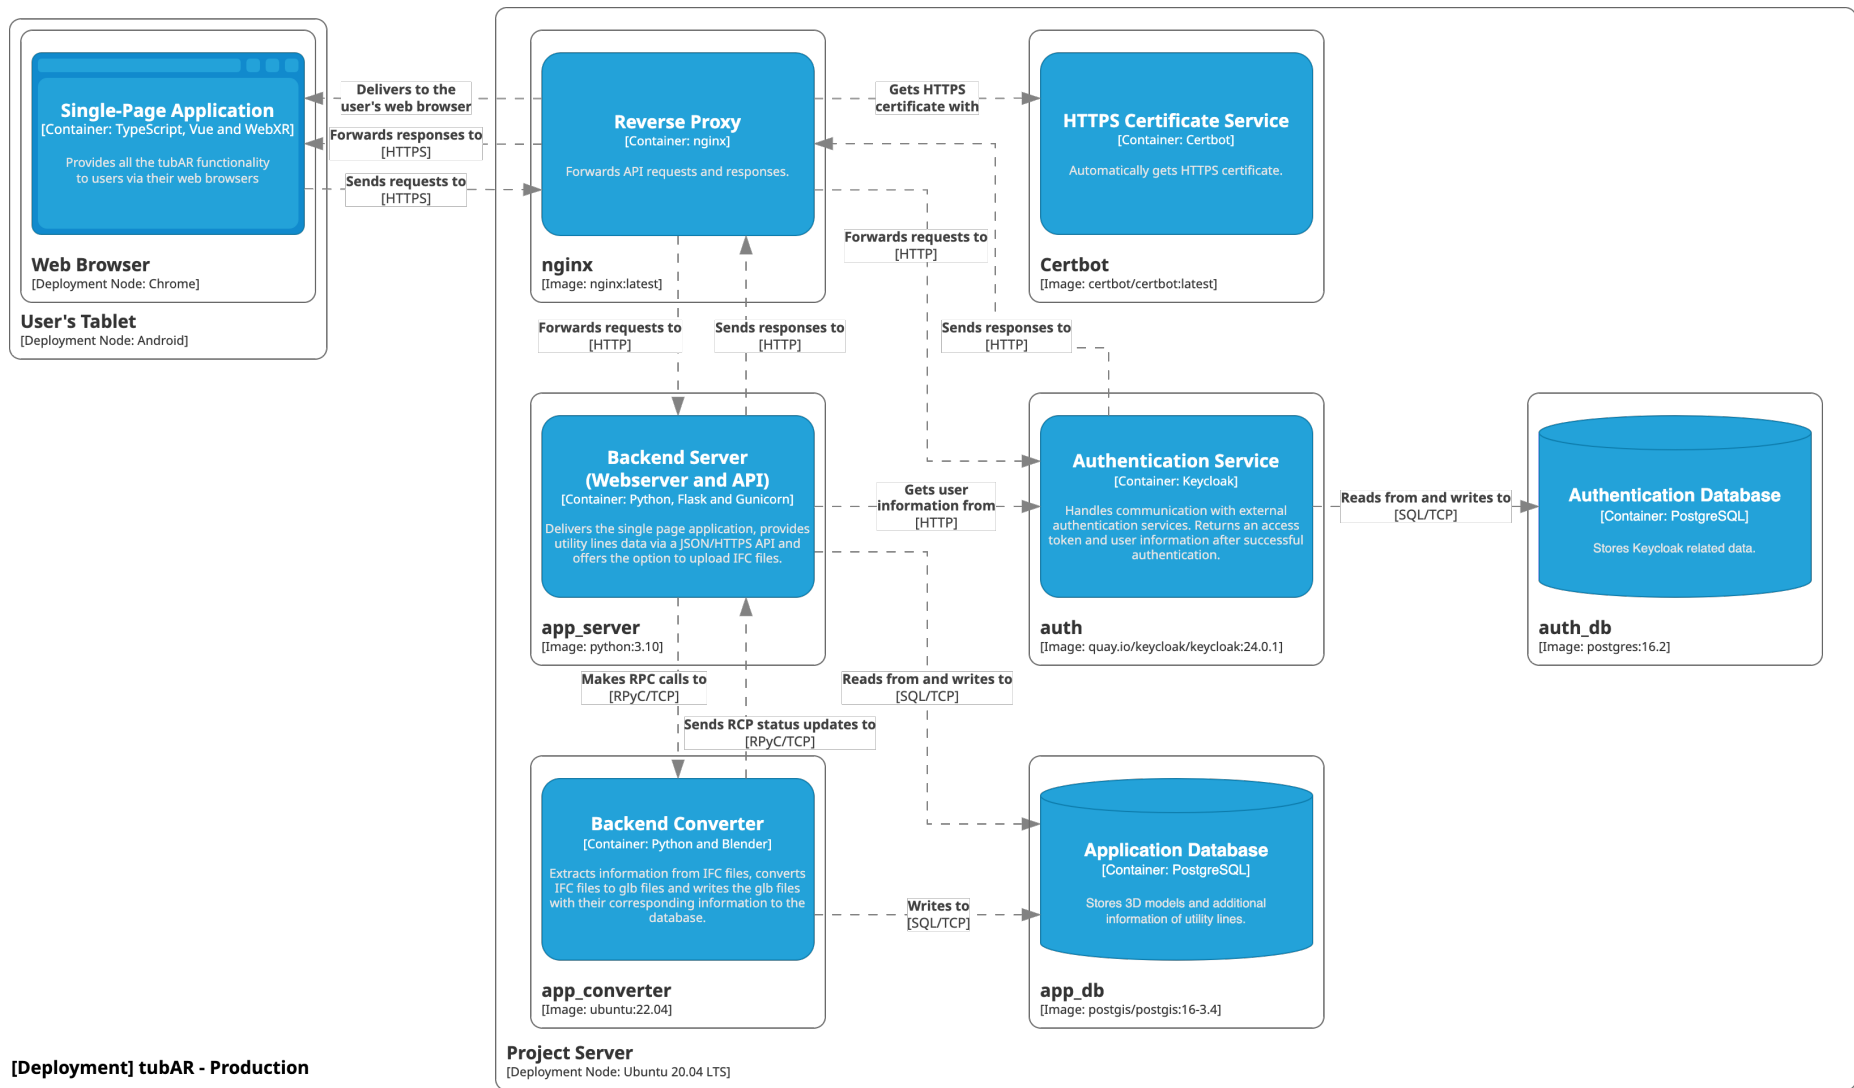 Single-Page Application
[Container: TypeScript, Vue and WebXR]
Provides all the tubAR functionality
to users via their web browsers
Web Browser
[Deployment Node: Chrome]
User's Tablet
[Deployment Node: Android]
Delivers to the
user's web browser
Forwards responses to
[HTTPS]
Sends requests to
[HTTPS]
Reverse Proxy
[Container: nginx]
Forwards API requests and responses.
nginx
[Image: nginx:latest]
Gets HTTPS
certificate with
HTTPS Certificate Service
[Container: Certbot]
Automatically gets HTTPS certificate.
Certbot
[Image: certbot/certbot:latest]
Forwards requests to
[HTTP]
Forwards requests to
[HTTP]
Sends responses to
[HTTP]
Sends responses to
[HTTP]
Backend Server
(Webserver and API)
[Container: Python, Flask and Gunicorn]
Delivers the single page application, provides
utility lines data via a JSON/HTTPS API and
offers the option to upload IFC files.
app_server
[Image: python:3.10]
Gets user
information from
[HTTP]
Authentication Service
[Container: Keycloak]
Handles communication with external
authentication services. Returns an access
token and user information after successful
authentication.
auth
[Image: quay.io/keycloak/keycloak:24.0.1]
Reads from and writes to
[SQL/TCP]
Authentication Database
[Container: PostgreSQL]
Stores Keycloak related data.
auth_db
[Image: postgres:16.2]
Makes RPC calls to
[RPyC/TCP]
Sends RCP status updates to
[RPyC/TCP]
Reads from and writes to
[SQL/TCP]
Backend Converter
[Container: Python and Blender]
Extracts information from IFC files, converts
IFC files to glb files and writes the glb files
with their corresponding information to the
database.
app_converter
[Image: ubuntu:22.04]
Writes to
[SQL/TCP]
Application Database
[Container: PostgreSQL]
Stores 3D models and additional
information of utility lines.
app_db
[Image: postgis/postgis:16-3.4]
Project Server
[Deployment Node: Ubuntu 20.04 LTS]
[Deployment] tubAR - Production